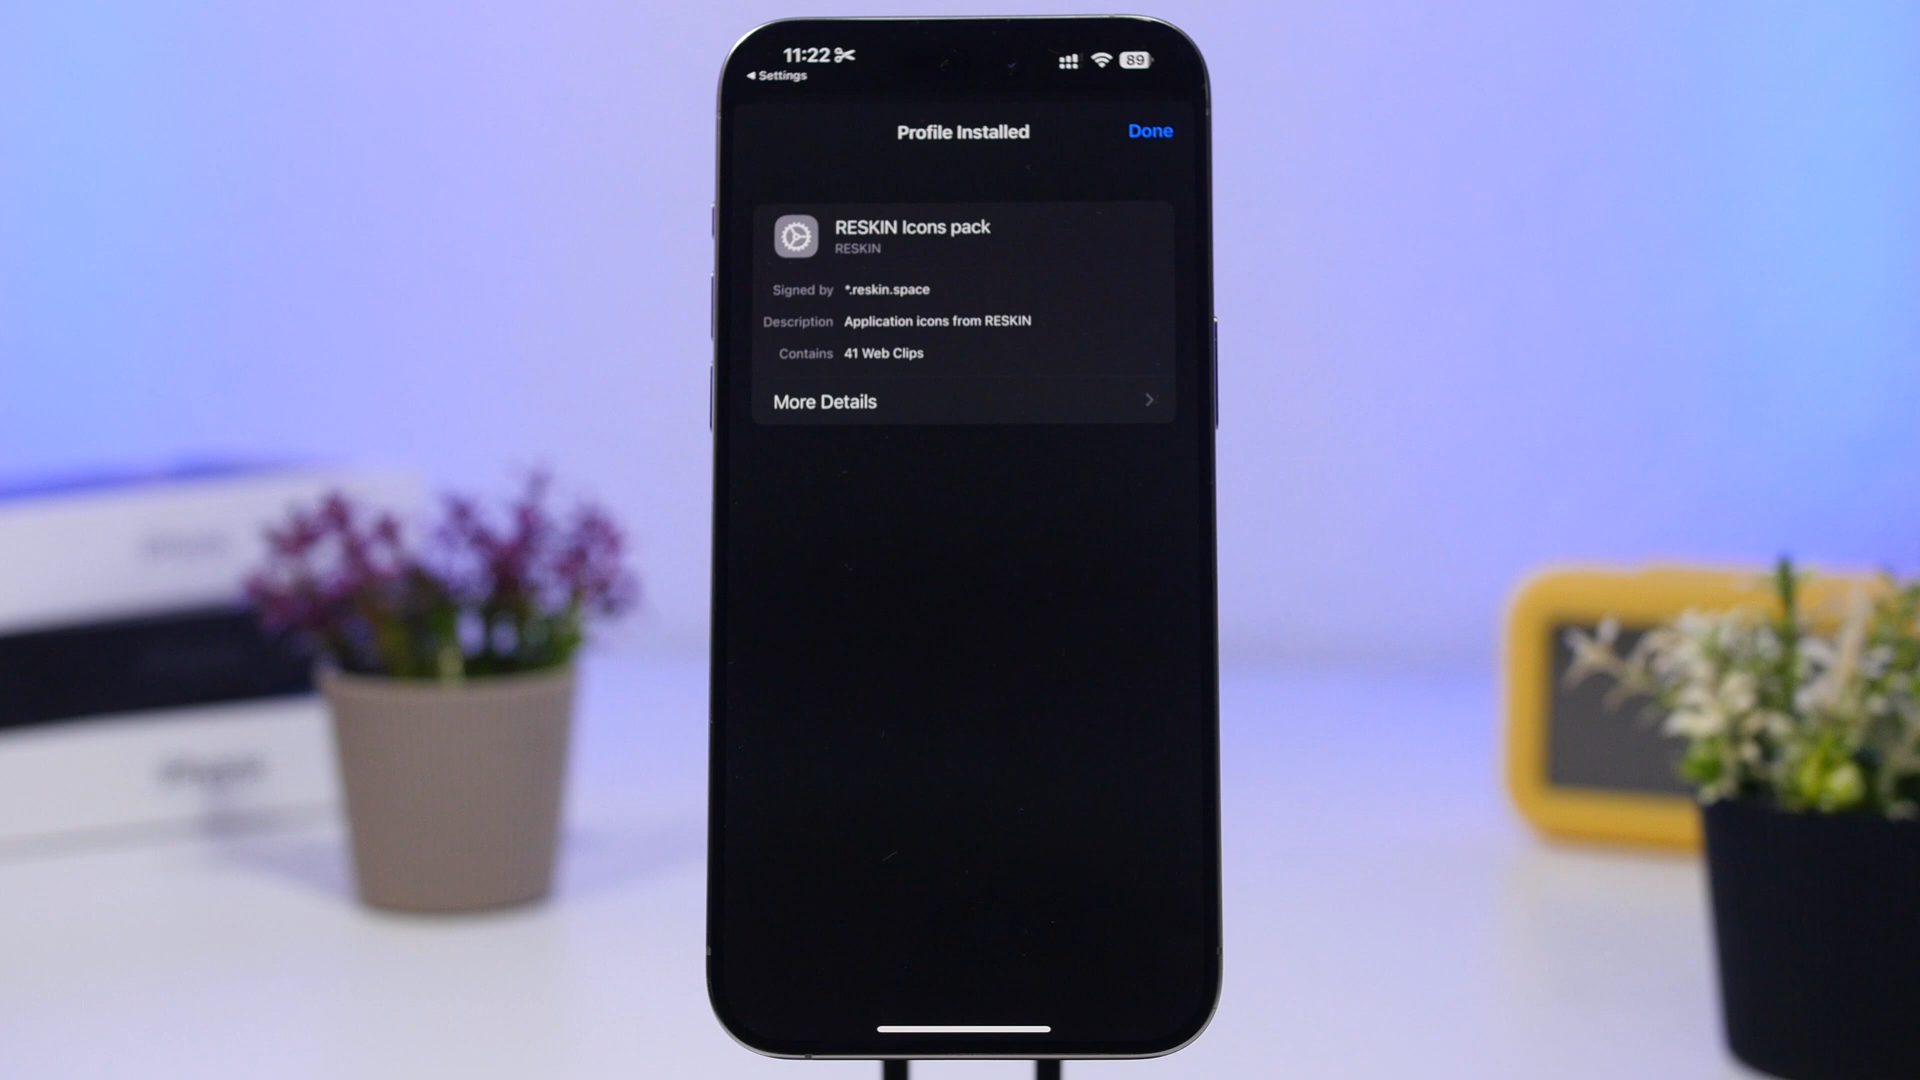 11:22
Settings
89
Profile Installed
Done
RESKIN Icons pack
RESKIN
Signed by *.reskin.space
Description Application icons from RESKIN
Contains 41 Web Clips
More Details